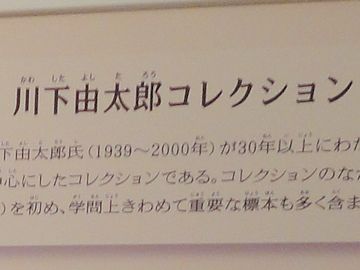 川下由太郎コレクション
下由太郎氏(1939~2000年)が30年以上にわた
心にしたコレクションである。コレクションのな
)を初め、学問上きわめて重要な標本も多く含ま